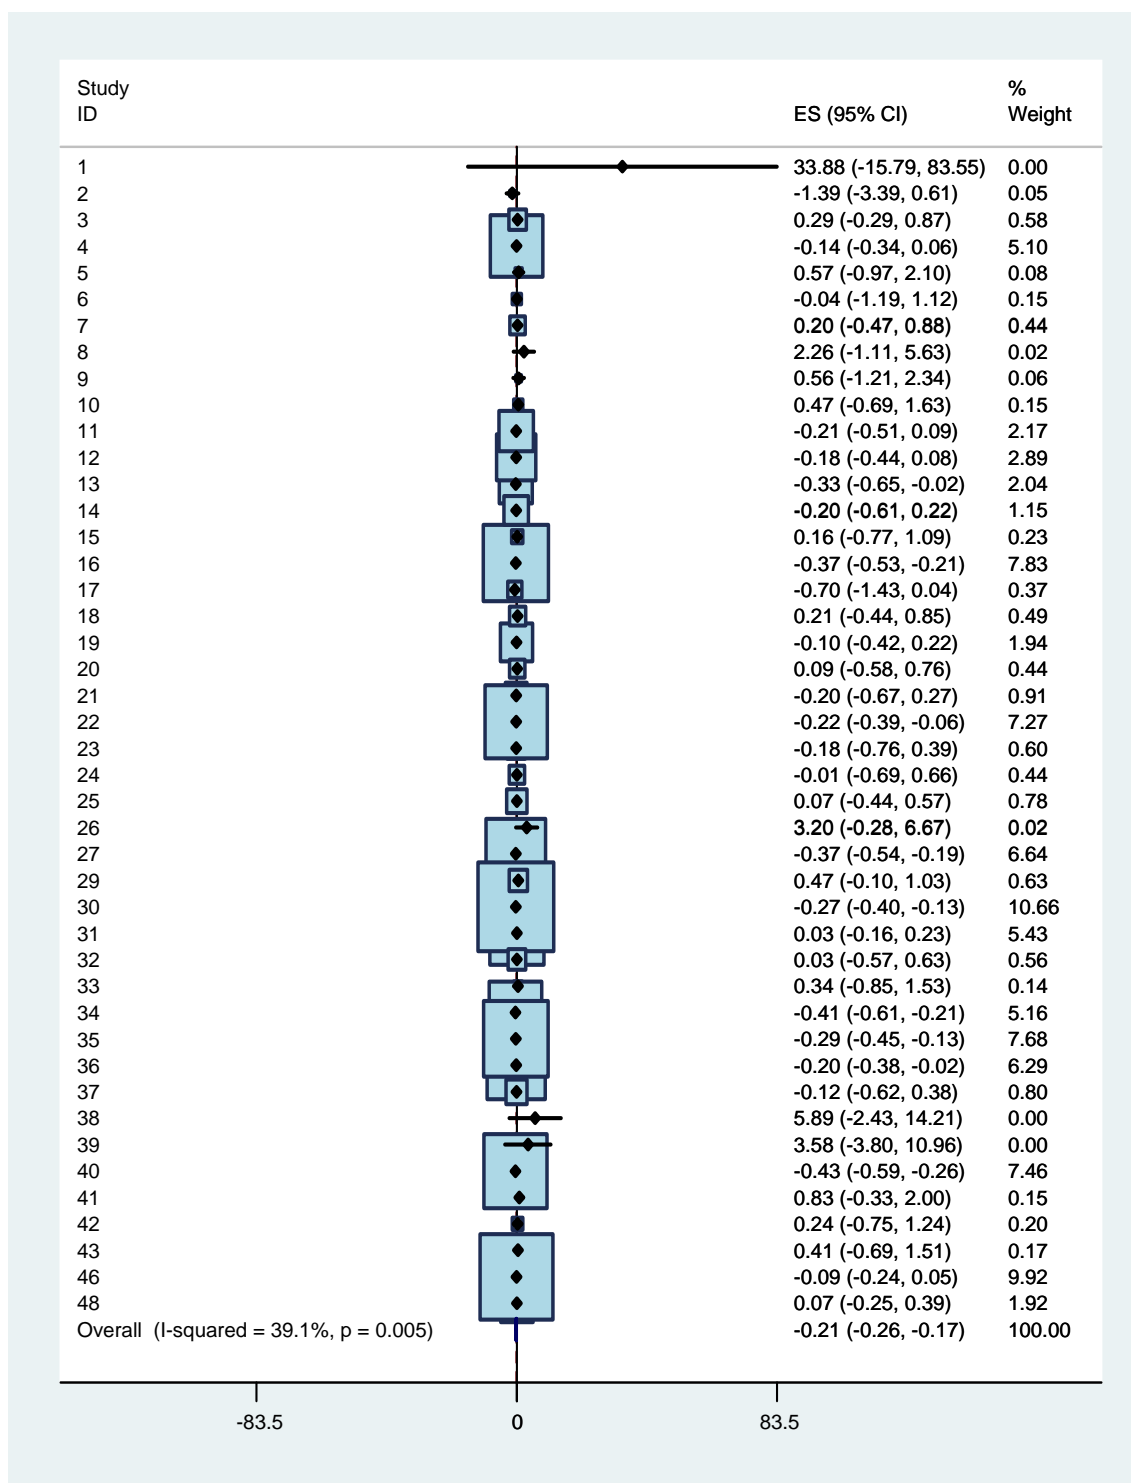 Study %
ID ES (95% CI) Weight
1 33.88 (-15.79, 83.55) 0.00
2 -1.39 (-3.39, 0.61) 0.05
3 0.29 (-0.29, 0.87) 0.58
4 -0.14 (-0.34, 0.06) 5.10
5 0.57 (-0.97, 2.10) 0.08
6 -0.04 (-1.19, 1.12) 0.15
7 0.20 (-0.47, 0.88) 0.44
8 2.26 (-1.11, 5.63) 0.02
9 0.56 (-1.21, 2.34) 0.06
10 0.47 (-0.69, 1.63) 0.15
11 -0.21 (-0.51, 0.09) 2.17
12 -0.18 (-0.44, 0.08) 2.89
13 -0.33 (-0.65, -0.02) 2.04
14 -0.20 (-0.61, 0.22) 1.15
15 0.16 (-0.77, 1.09) 0.23
16 -0.37 (-0.53, -0.21) 7.83
17 -0.70 (-1.43, 0.04) 0.37
18 0.21 (-0.44, 0.85) 0.49
19 -0.10 (-0.42, 0.22) 1.94
20 0.09 (-0.58, 0.76) 0.44
21 -0.20 (-0.67, 0.27) 0.91
22 -0.22 (-0.39, -0.06) 7.27
23 -0.18 (-0.76, 0.39) 0.60
24 -0.01 (-0.69, 0.66) 0.44
25 0.07 (-0.44, 0.57) 0.78
26 3.20 (-0.28, 6.67) 0.02
27 -0.37 (-0.54, -0.19) 6.64
29 0.47 (-0.10, 1.03) 0.63
30 -0.27 (-0.40, -0.13) 10.66
31 0.03 (-0.16, 0.23) 5.43
32 0.03 (-0.57, 0.63) 0.56
33 0.34 (-0.85, 1.53) 0.14
34 -0.41 (-0.61, -0.21) 5.16
35 -0.29 (-0.45, -0.13) 7.68
36 -0.20 (-0.38, -0.02) 6.29
37 -0.12 (-0.62, 0.38) 0.80
38 5.89 (-2.43, 14.21) 0.00
39 3.58 (-3.80, 10.96) 0.00
40 -0.43 (-0.59, -0.26) 7.46
41 0.83 (-0.33, 2.00) 0.15
42 0.24 (-0.75, 1.24) 0.20
43 0.41 (-0.69, 1.51) 0.17
46 -0.09 (-0.24, 0.05) 9.92
48 0.07 (-0.25, 0.39) 1.92
Overall (I-squared = 39.1%, p = 0.005) -0.21 (-0.26, -0.17) 100.00
-83.5 0 83.5